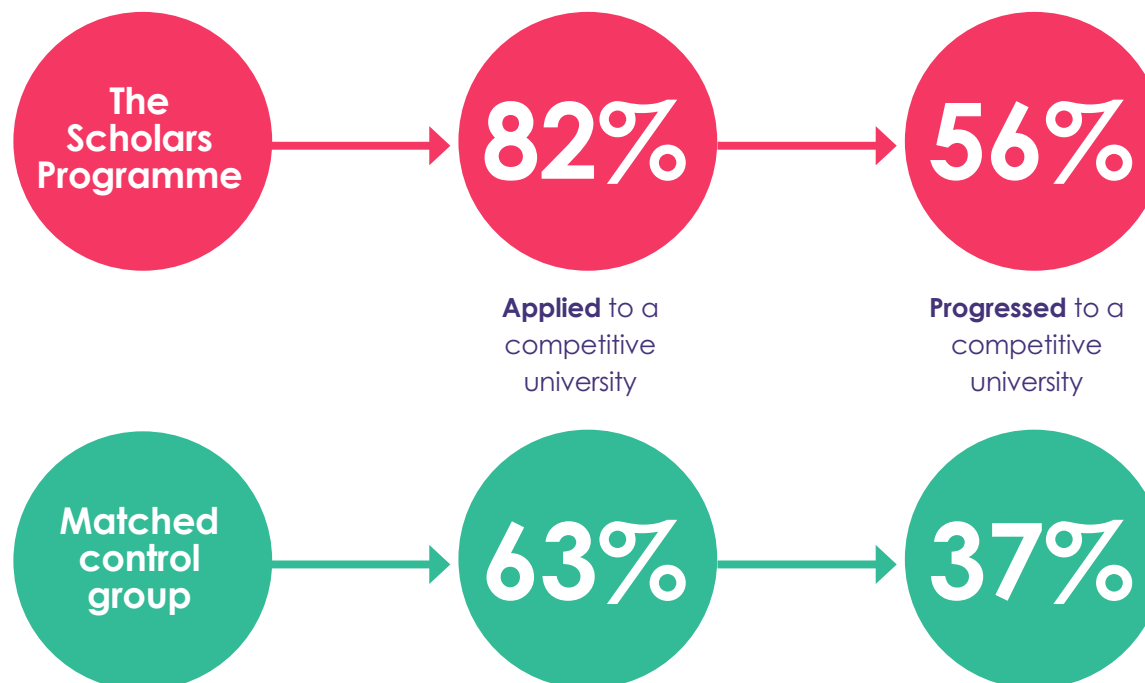 The
Scholars
Programme
82%
56%
Applied to a
competitive
university
Progressed to a
competitive
university
Matched
control
group
63%
37%